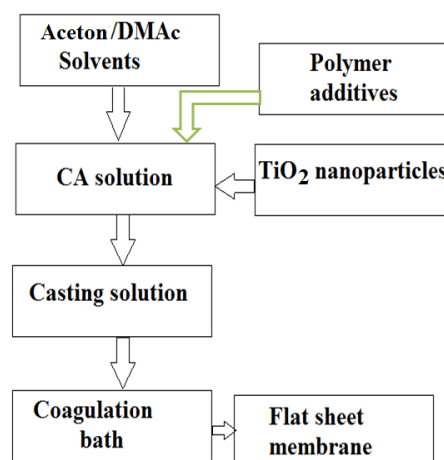 Aceton/DMAc
Solvents
Polymer
additives
CA solution
TiO2 nanoparticles
Casting solution
Coagulation
bath
Flat sheet
membrane